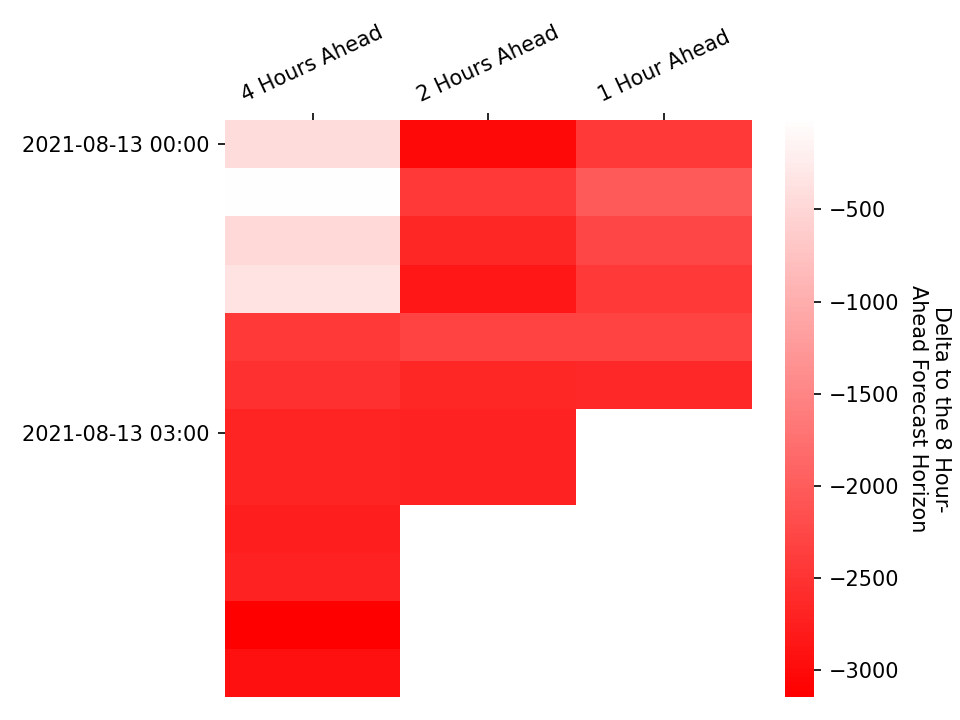 4 Hours Ahead
2 Hours Ahead
1 Hour Ahead
2021-08-13 00:00
2021-08-13 03:00
−500
−1000
−1500
−2000
−2500
−3000
Delta to the 8 Hour-
Ahead Forecast Horizon